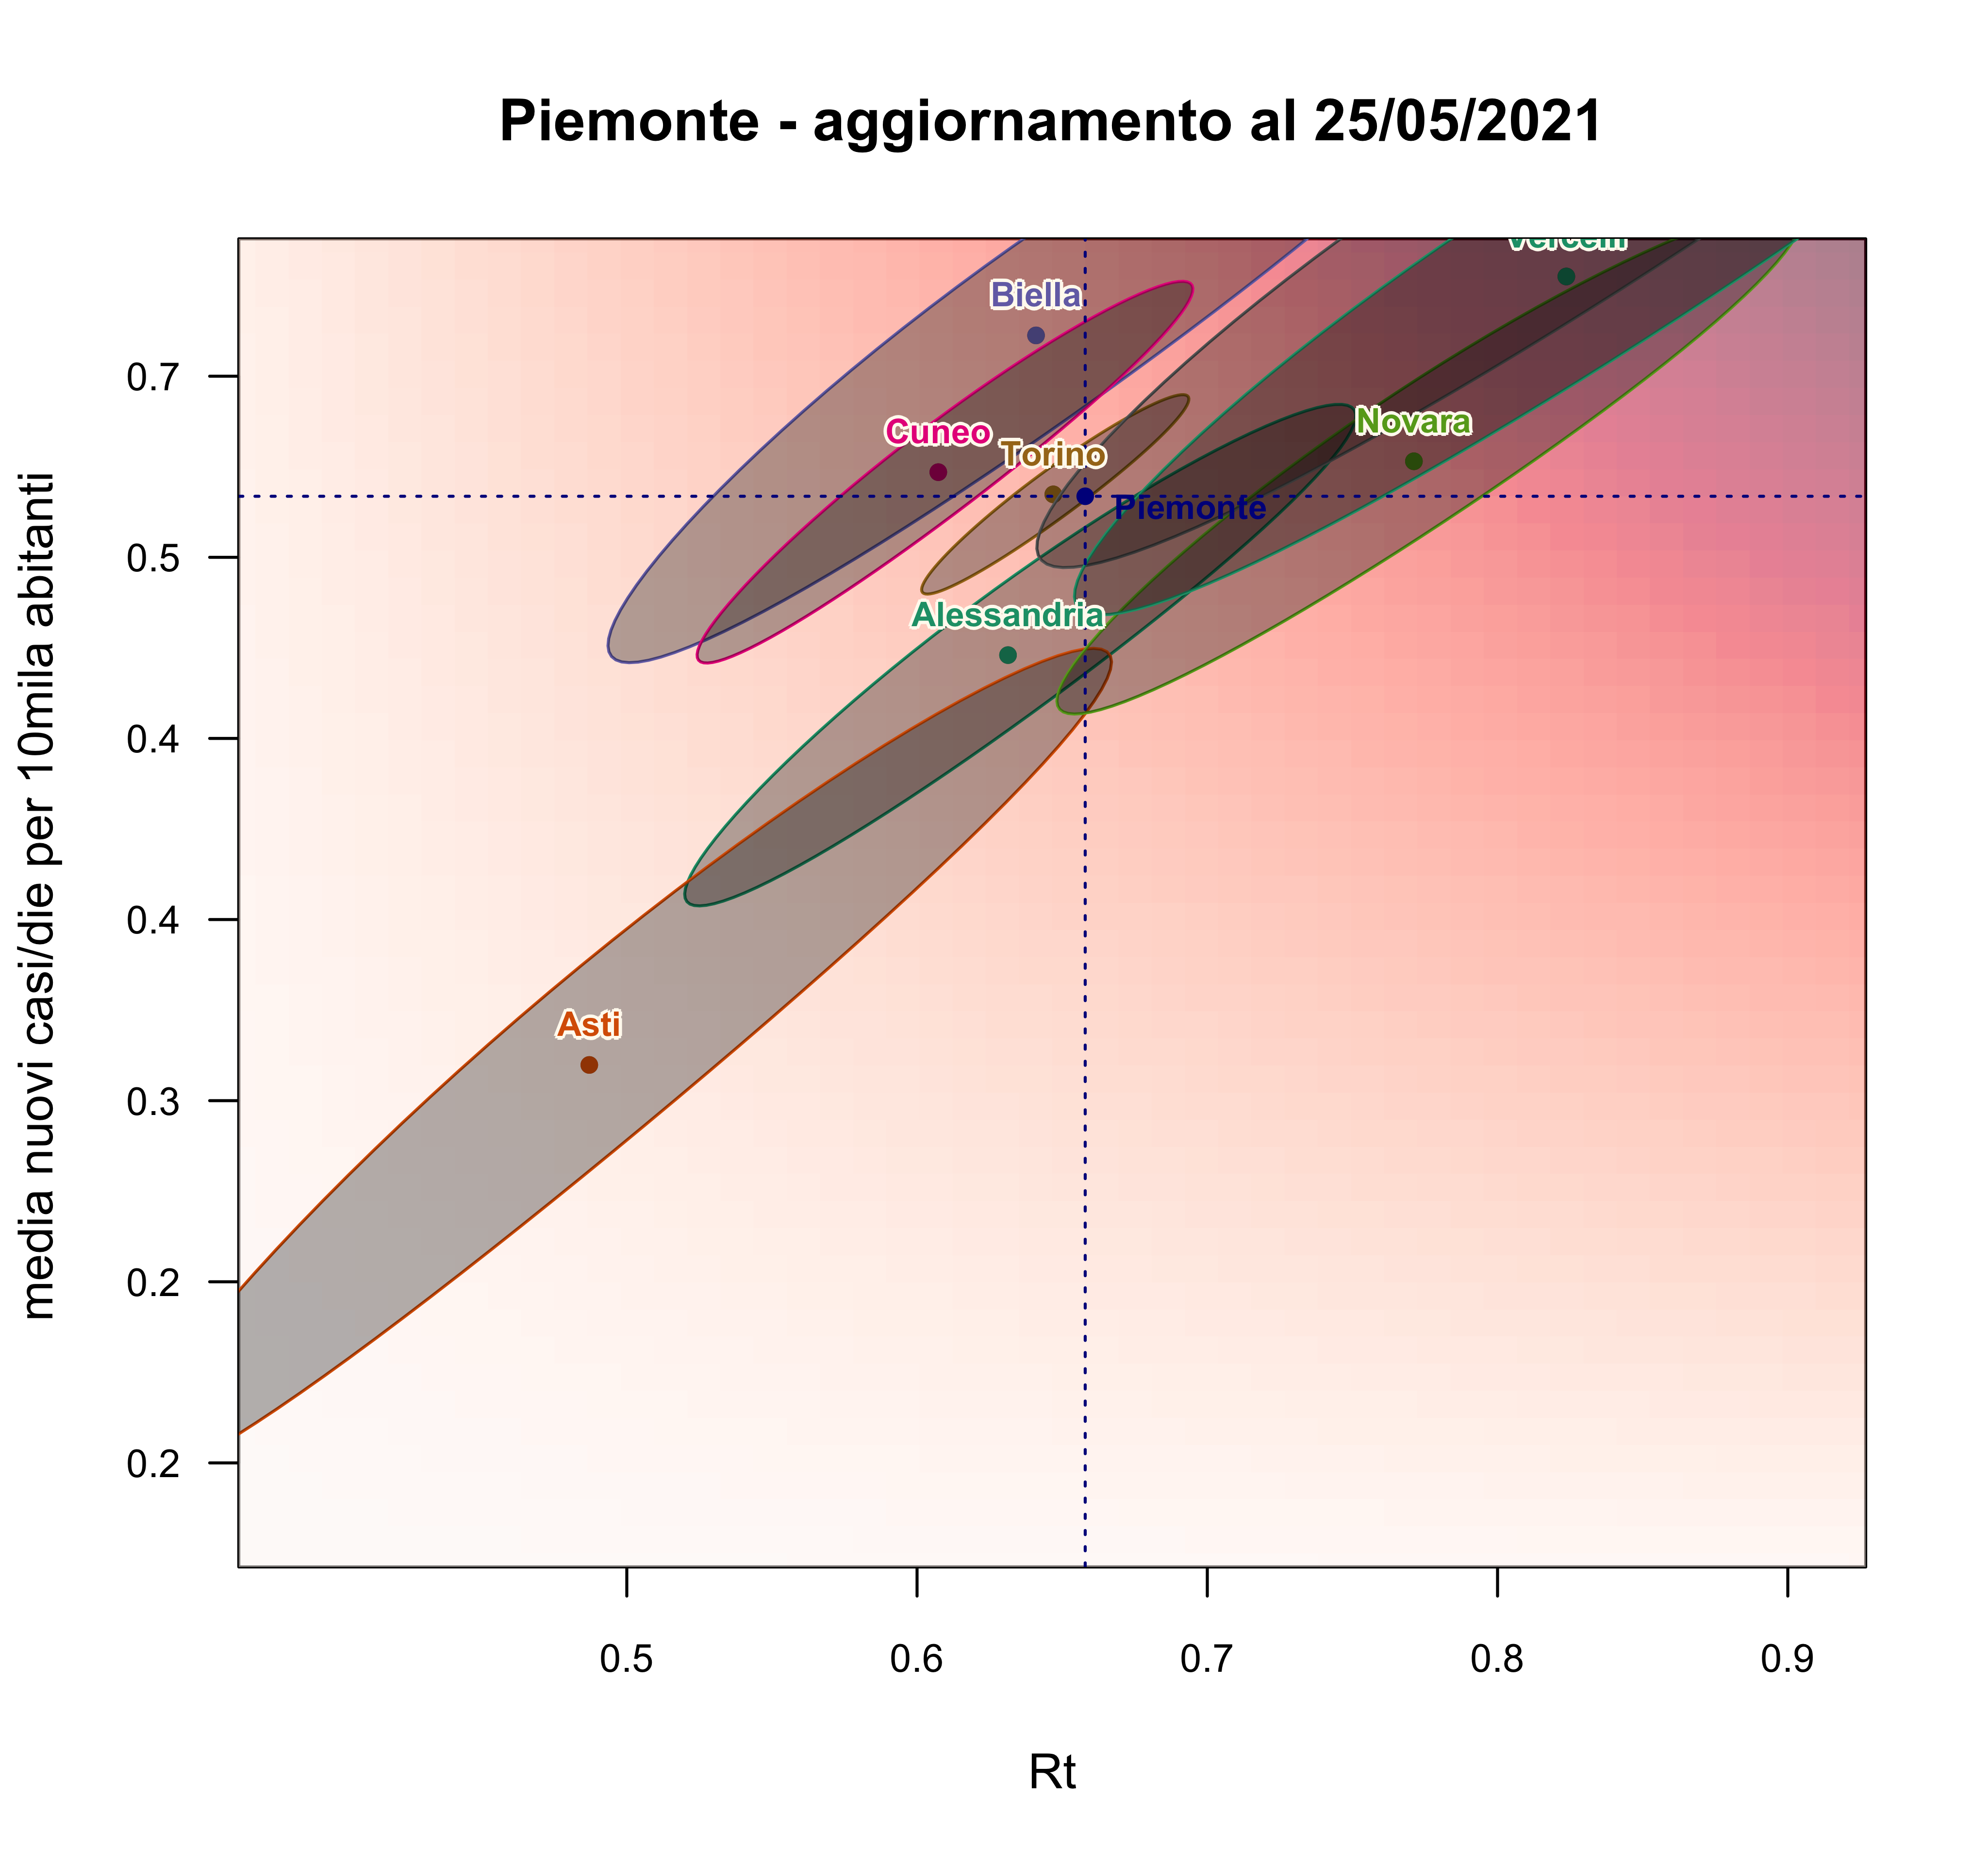 Piemonte - aggiornamento al 25/05/2021
media nuovi casi/die per 10mila abitanti
0.7
0.5
0.4
0.4
0.3
0.2
0.2
Biella
Cuneo
Torino
Novara
Piemonte
Alessandria
Asti
0.5
0.6
0.7
0.8
0.9
Rt